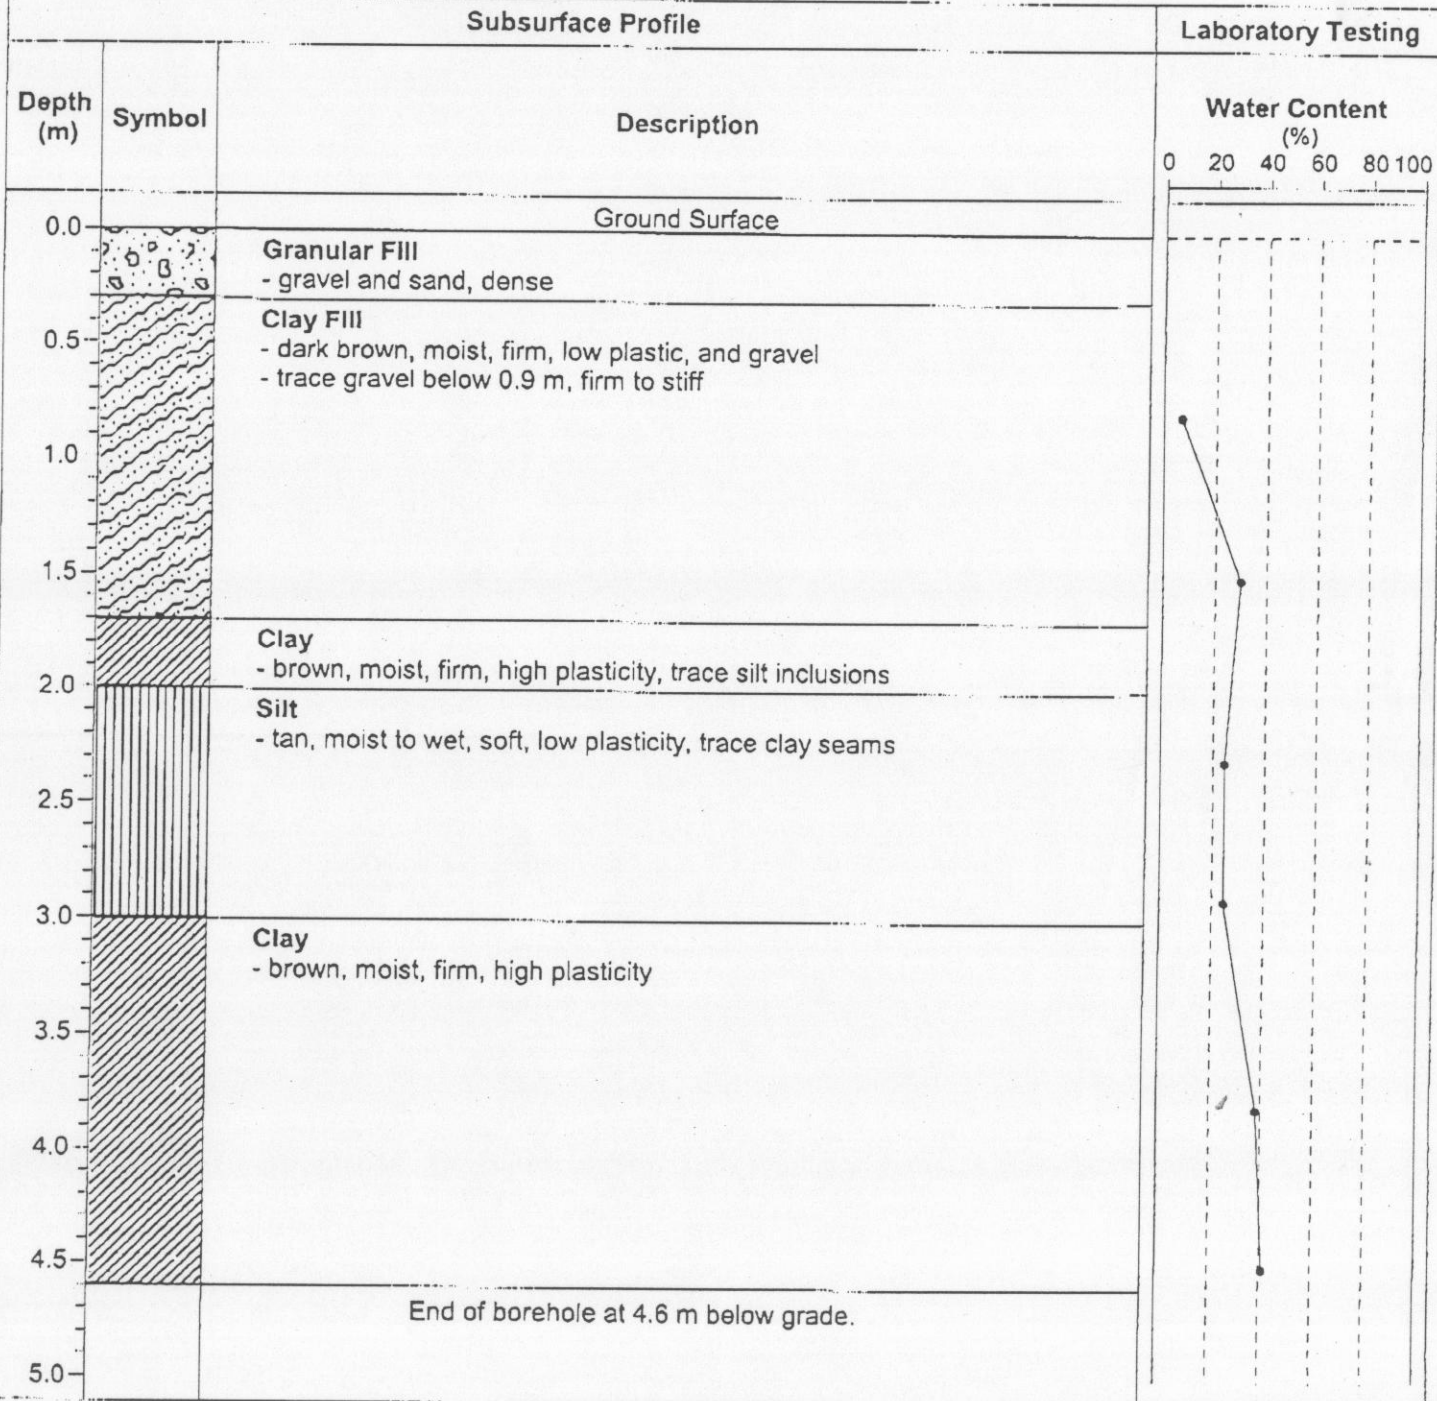 Subsurface Profile
Laboratory Testing
Depth
(m)
Symbol
Description
Water Content
(%)
0 20 40 60 80 100
Ground Surface
0.0
Granular Fill
- gravel and sand, dense
Clay Fill
0.5
- dark brown, moist, firm, low plastic, and gravel
- trace gravel below 0.9 m, firm to stiff
1.0
1.5
Clay
- brown, moist, firm, high plasticity, trace silt inclusions
2.0
Silt
- tan, moist to wet, soft, low plasticity, trace clay seams
2.5
3.0
Clay
- brown, moist, firm, high plasticity
3.5
4.0
4.5
End of borehole at 4.6 m below grade.
5.0